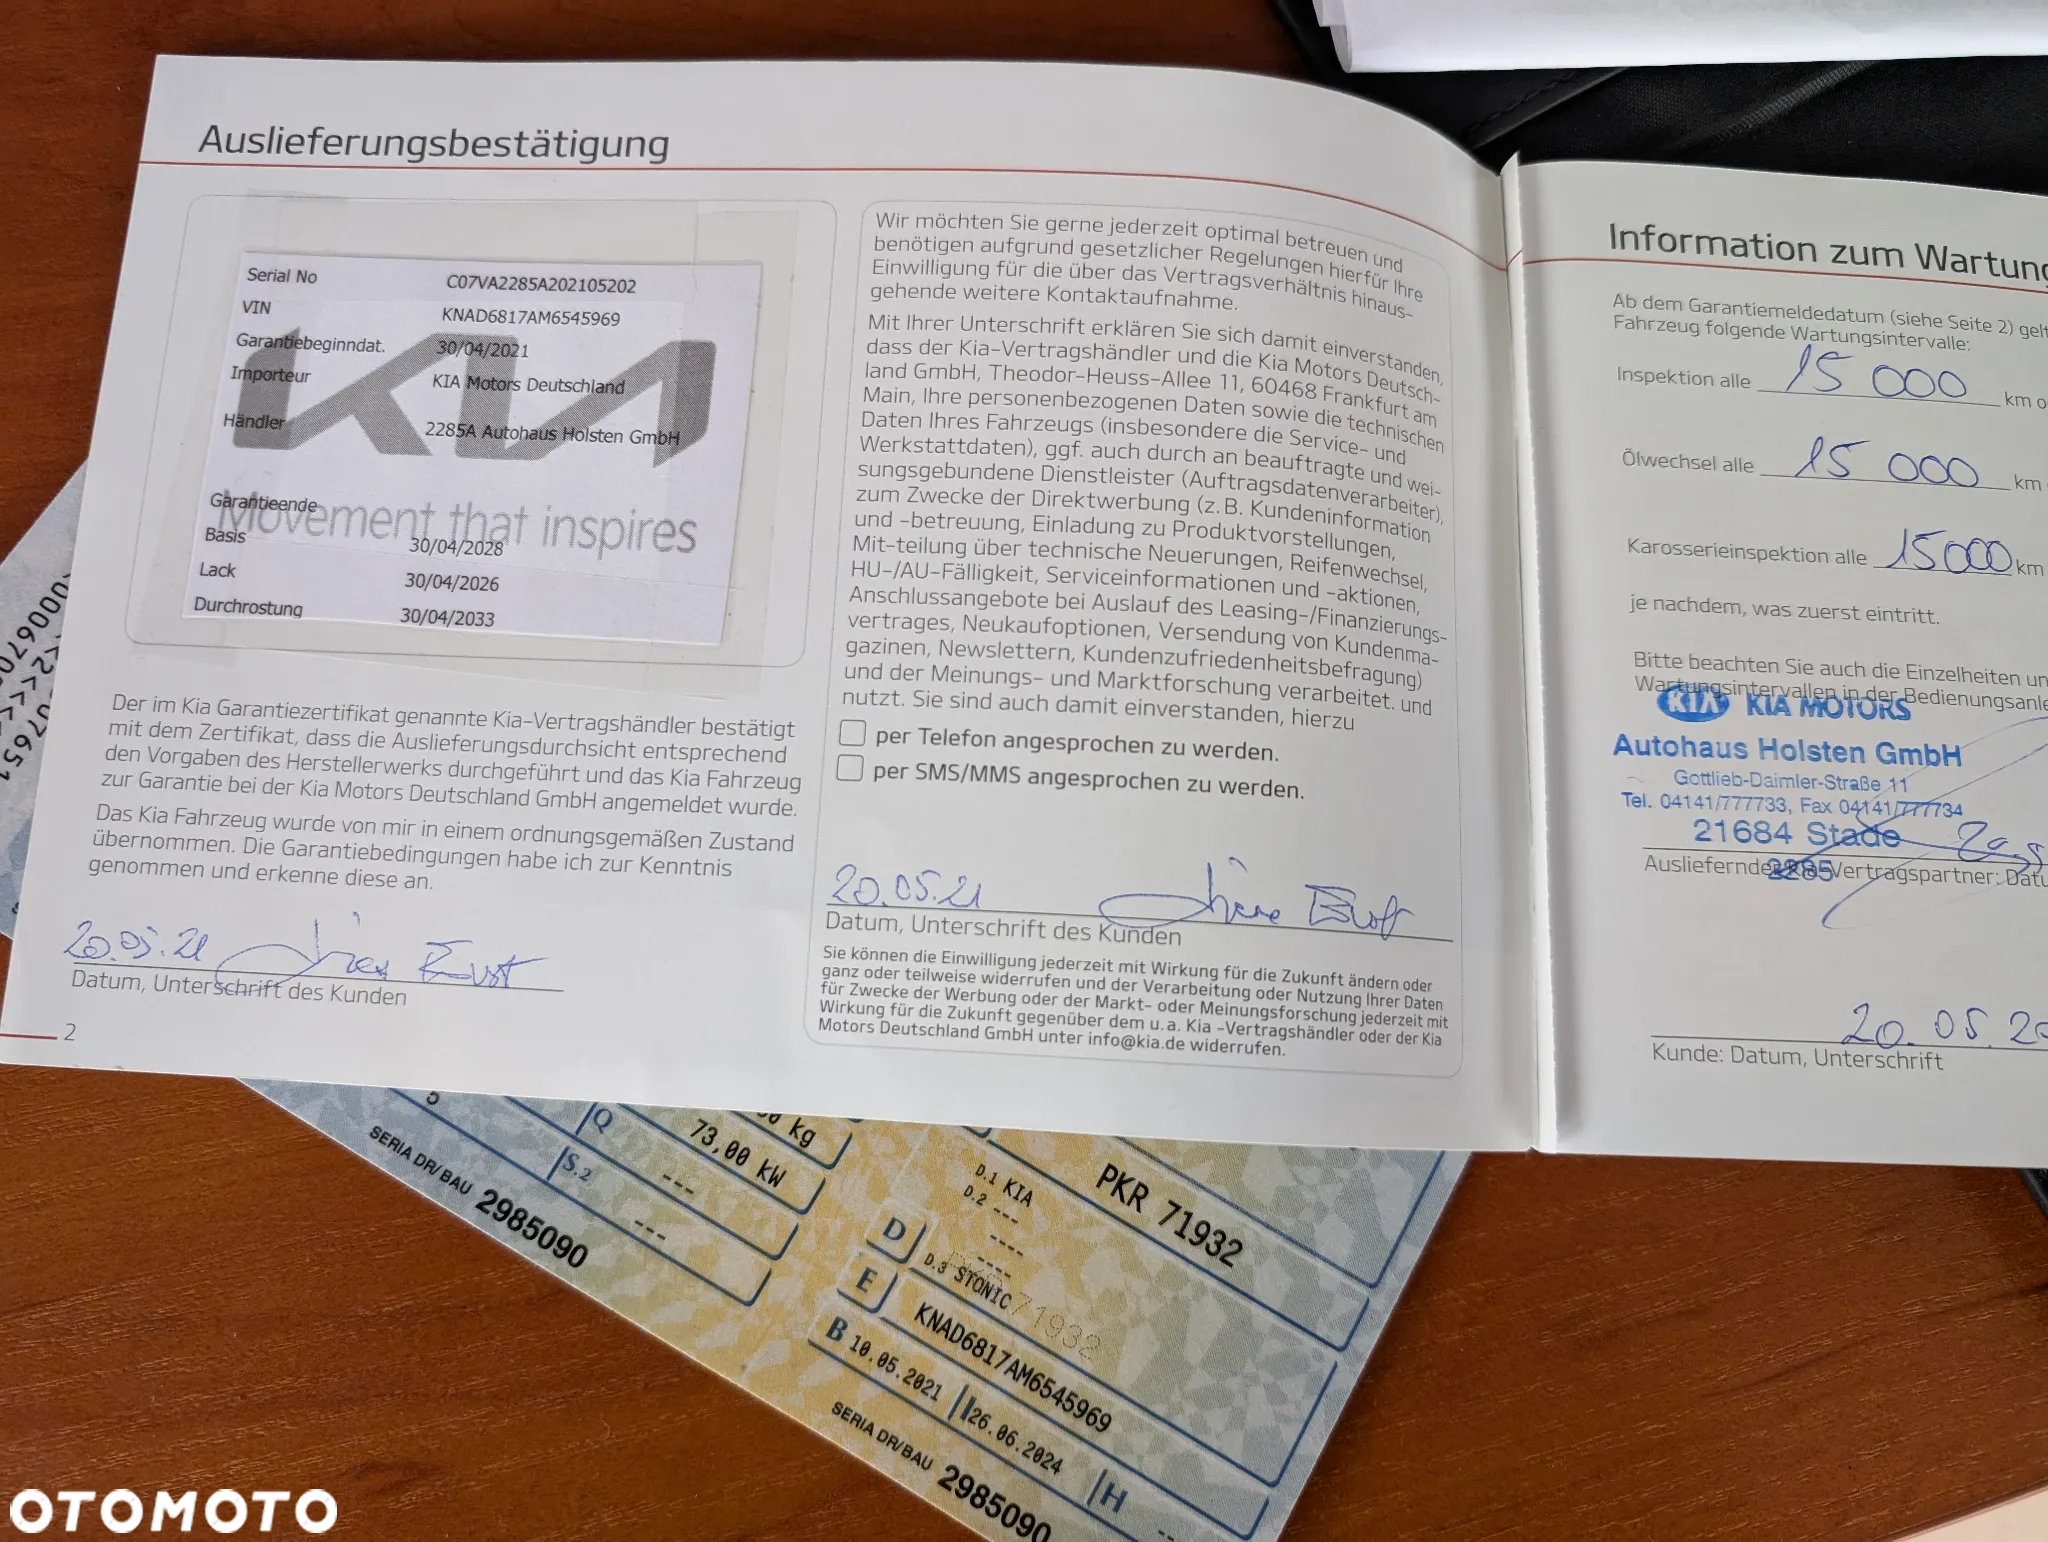 Auslieferungsbestätigung
Serial No C07VA2285A202105202
VIN KNAD6817AM6545969
Garantiebeginndat. 30/04/2021
Importeur KIA Motors Deutschland
Händler 2285A Autohaus Holsten GmbH
KIA
Movement that inspires
Garantieende
Basis 30/04/2028
Lack 30/04/2026
Durchrostung 30/04/2033
Der im Kia Garantiezertifikat genannte Kia-Vertragshändler bestätigt
mit dem Zertifikat, dass die Auslieferungsdurchsicht entsprechend
den Vorgaben des Herstellerwerks durchgeführt und das Kia Fahrzeug
zur Garantie bei der Kia Motors Deutschland GmbH angemeldet wurde.
Das Kia Fahrzeug wurde von mir in einem ordnungsgemäßen Zustand
übernommen. Die Garantiebedingungen habe ich zur Kenntnis
genommen und erkenne diese an.
20.05.21
Datum, Unterschrift des Kunden
2
Wir möchten Sie gerne jederzeit optimal betreuen und
benötigen aufgrund gesetzlicher Regelungen hierfür Ihre
Einwilligung für die über das Vertragsverhältnis hinaus-
gehende weitere Kontaktaufnahme.
Mit Ihrer Unterschrift erklären Sie sich damit einverstanden,
dass der Kia-Vertragshändler und die Kia Motors Deutsch-
land GmbH, Theodor-Heuss-Allee 11, 60468 Frankfurt am
Main, Ihre personenbezogenen Daten sowie die technischen
Daten Ihres Fahrzeugs (insbesondere die Service- und
Werkstattdaten), ggf. auch durch an beauftragte und wei-
sungsgebundene Dienstleister (Auftragsdatenverarbeiter),
zum Zwecke der Direktwerbung (z. B. Kundeninformation
und -betreuung, Einladung zu Produktvorstellungen,
Mit-teilung über technische Neuerungen, Reifenwechsel,
HU-/AU-Fälligkeit, Serviceinformationen und -aktionen,
Anschlussangebote bei Auslauf des Leasing-/Finanzierungs-
vertrages, Neukaufoptionen, Versendung von Kundenma-
gazinen, Newslettern, Kundenzufriedenheitsbefragung)
und der Meinungs- und Marktforschung verarbeitet. und
nutzt. Sie sind auch damit einverstanden, hierzu
per Telefon angesprochen zu werden.
per SMS/MMS angesprochen zu werden.
20.05.21
Datum, Unterschrift des Kunden
Sie können die Einwilligung jederzeit mit Wirkung für die Zukunft ändern oder
ganz oder teilweise widerrufen und der Verarbeitung oder Nutzung Ihrer Daten
für Zwecke der Werbung oder der Markt- oder Meinungsforschung jederzeit mit
Wirkung für die Zukunft gegenüber dem u. a. Kia -Vertragshändler oder der Kia
Motors Deutschland GmbH unter info@kia.de widerrufen.
Information zum Wartung
Ab dem Garantiemeldedatum (siehe Seite 2) gelt
Fahrzeug folgende Wartungsintervalle:
Inspektion alle 15 000 km o
Ölwechsel alle 15 000 km
Karosserieinspektion alle 15000 km
je nachdem, was zuerst eintritt.
Bitte beachten Sie auch die Einzelheiten un
Wartungsintervallen in der Bedienungsanle
KIA KIA MOTORS
Autohaus Holsten GmbH
Gottlieb-Daimler-Straße 11
Tel. 04141/777733, Fax 04141/777734
21684 Stade
2285
Ausliefernder Kia-Vertragspartner: Datu
20.05.20
Kunde: Datum, Unterschrift
5
Q
73,00 kW
kg
S.2
---
---
SERIA DR/BAU 2985090
PKR 71932
D
D.1 KIA
D.2 ---
----
----
D.3 STONIC
71932
E
KNAD6817AM6545969
B 10.05.2021
I 26.06.2024
H
--
SERIA DR/BAU 2985090
OTOMOTO